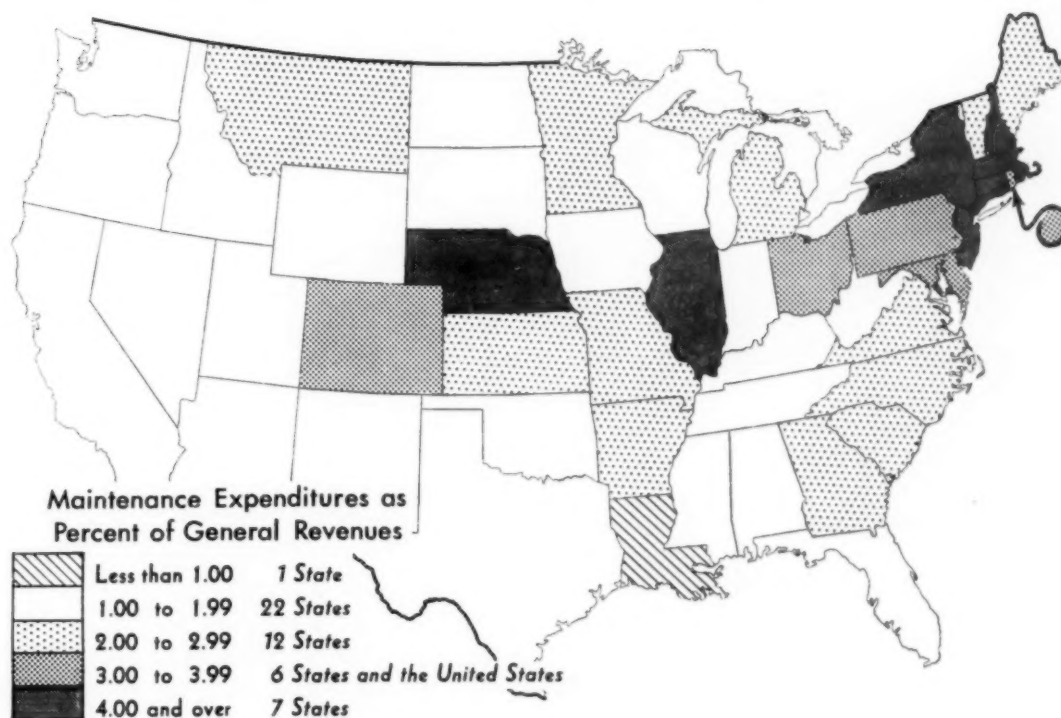 Maintenance Expenditures as
Percent of General Revenues
Less than 1.00 1 State
1.00 to 1.99 22 States
2.00 to 2.99 12 States
3.00 to 3.99 6 States and the United States
4.00 and over 7 States